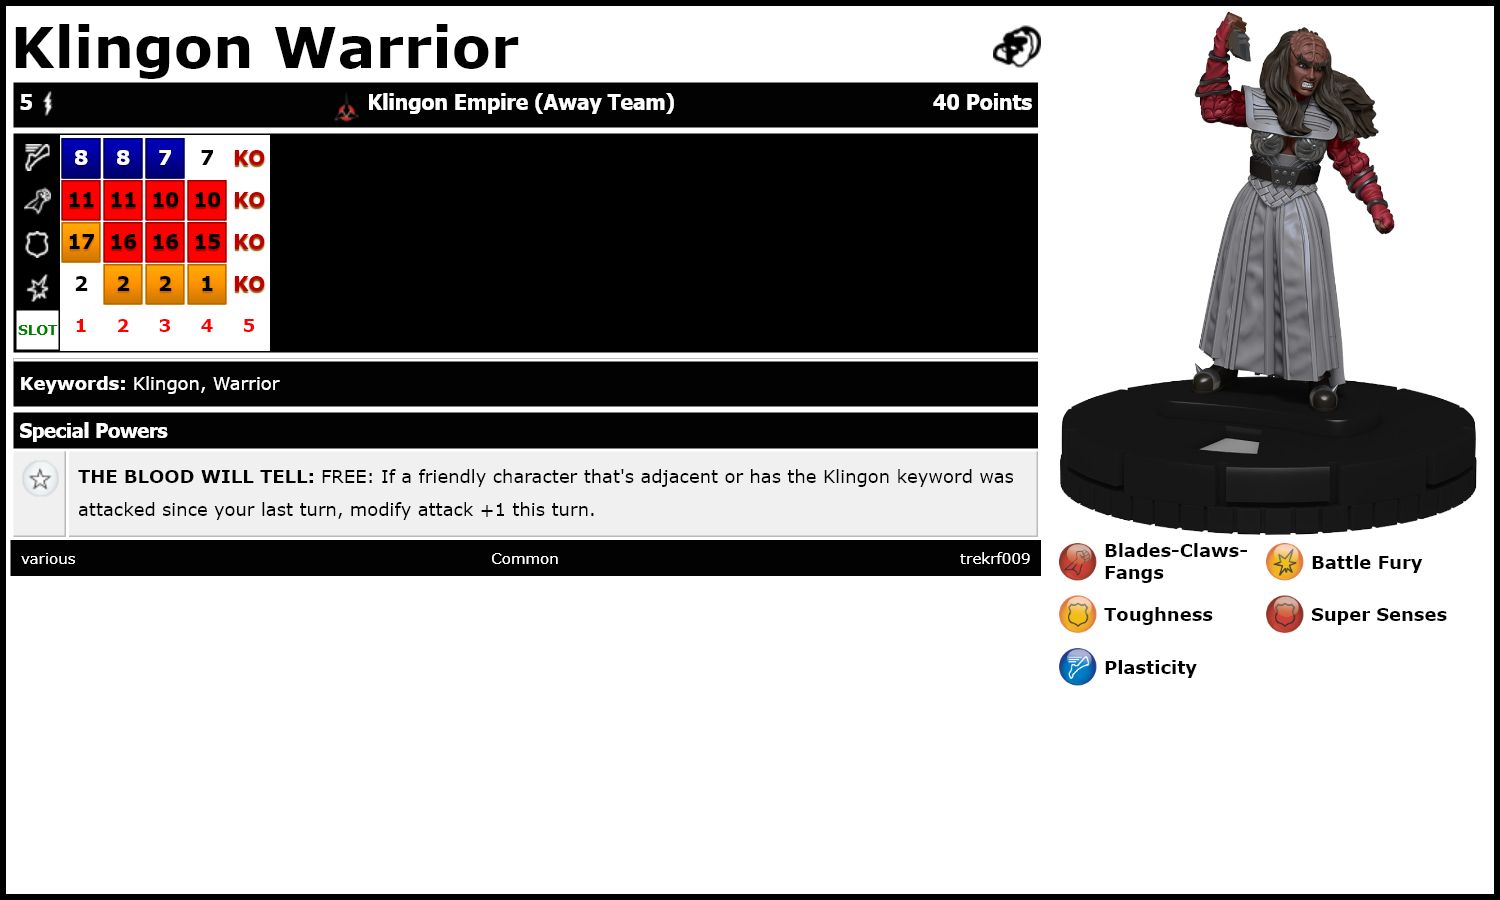 Klingon Warrior
5 Klingon Empire (Away Team) 40 Points
8 8 7 7 KO
11 11 10 10 KO
17 16 16 15 KO
2 2 2 1 KO
SLOT 1 2 3 4 5
Keywords: Klingon, Warrior
Special Powers
THE BLOOD WILL TELL: FREE: If a friendly character that's adjacent or has the Klingon keyword was
attacked since your last turn, modify attack +1 this turn.
various Common trekrf009
Blades-Claws-
Fangs
Battle Fury
Toughness
Super Senses
Plasticity